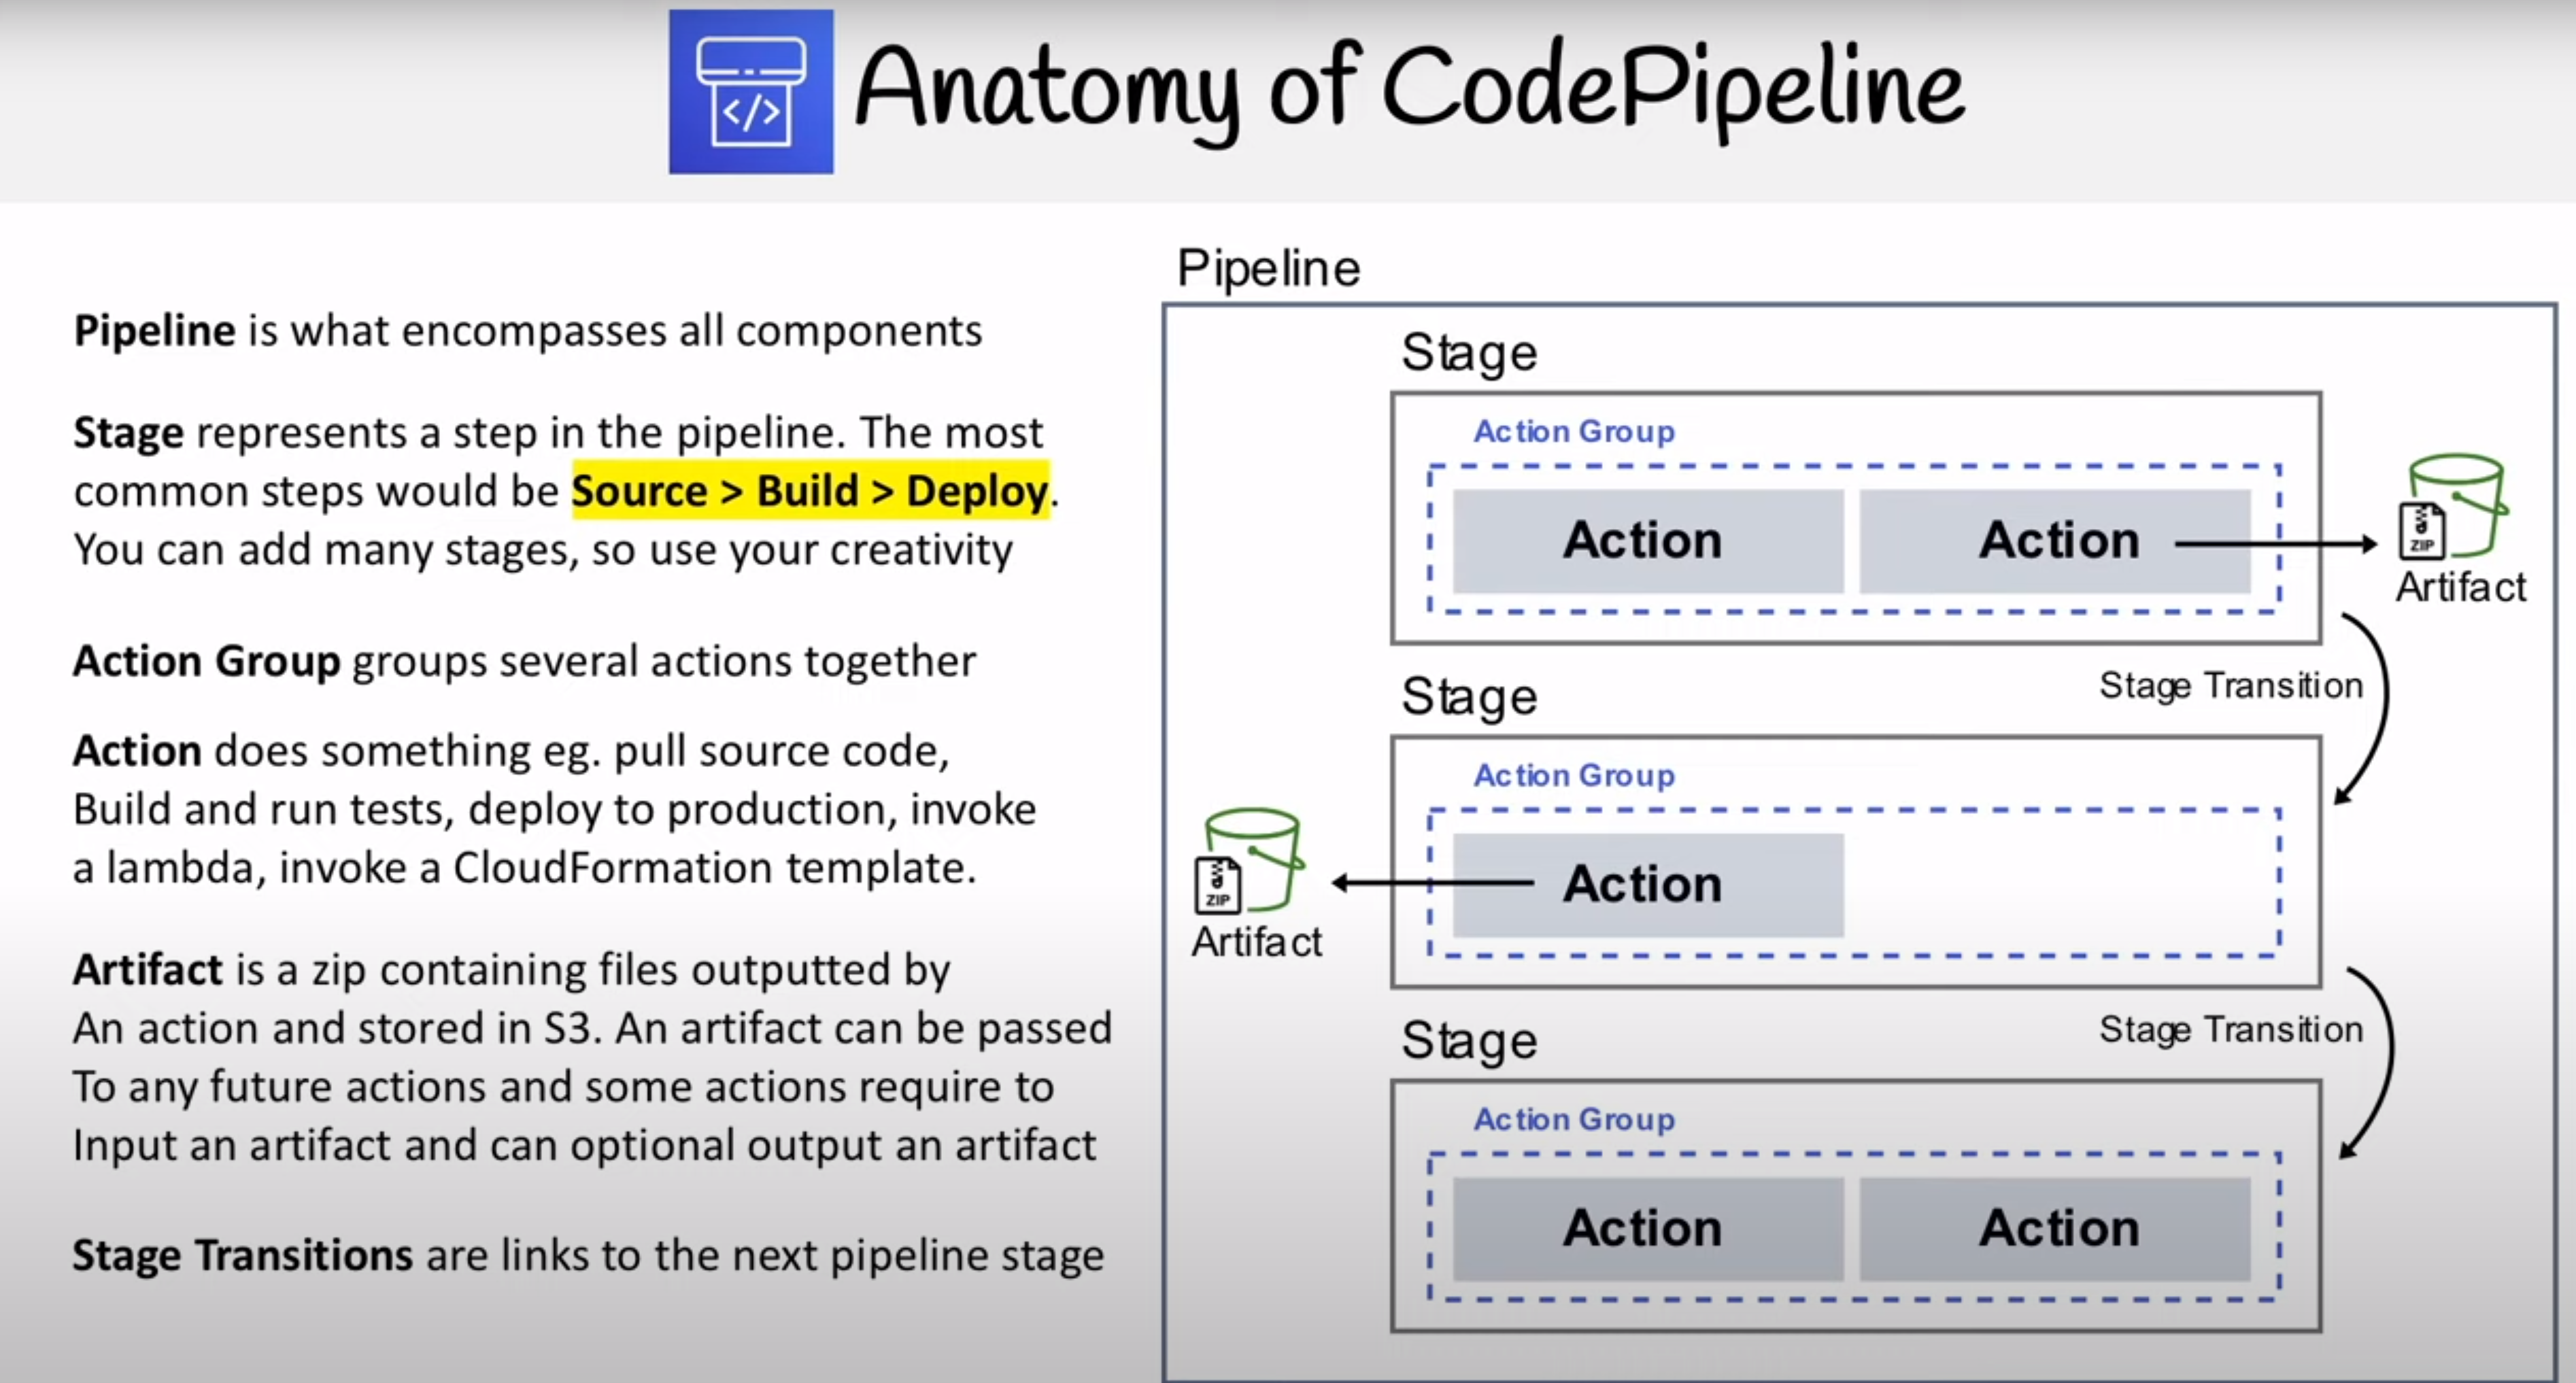 </>
Anatomy of CodePipeline
Pipeline is what encompasses all components
Stage represents a step in the pipeline. The most
common steps would be Source > Build > Deploy.
You can add many stages, so use your creativity
Action Group groups several actions together
Action does something eg. pull source code,
Build and run tests, deploy to production, invoke
a lambda, invoke a CloudFormation template.
Artifact is a zip containing files outputted by
An action and stored in S3. An artifact can be passed
To any future actions and some actions require to
Input an artifact and can optional output an artifact
Stage Transitions are links to the next pipeline stage
Pipeline
Stage
Action Group
Action
Action
ZIP
Artifact
Stage Transition
Stage
Action Group
Action
ZIP
Artifact
Stage Transition
Stage
Action Group
Action
Action